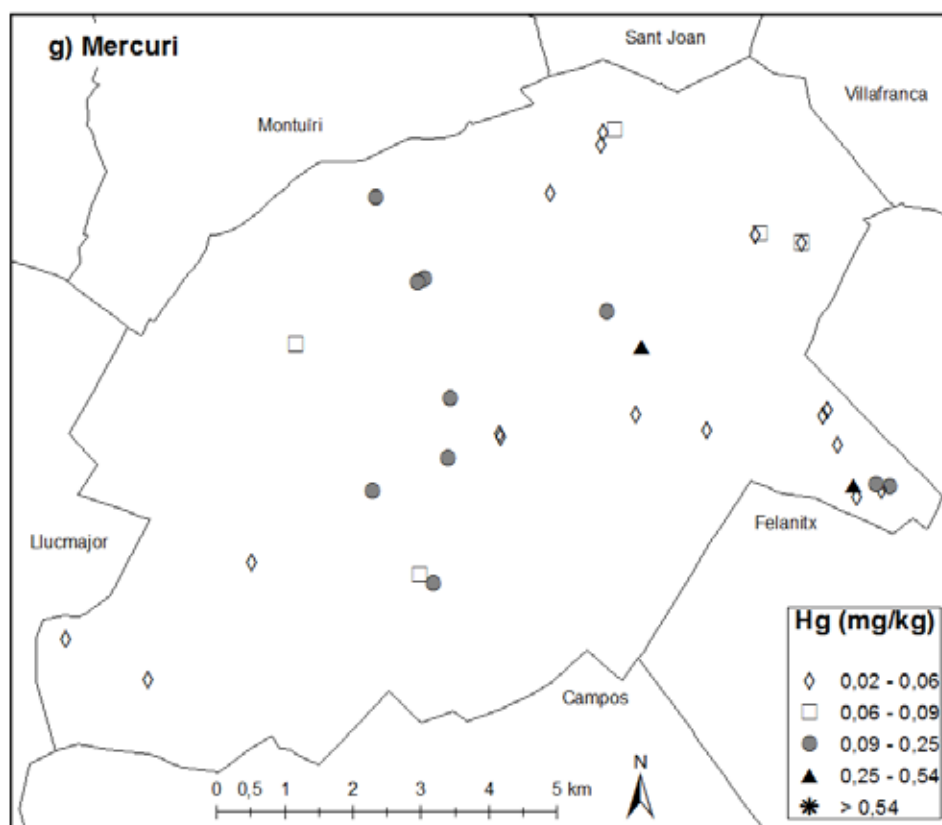 g) Mercuri
Sant Joan
Villafranca
Montuïri
Llucmajor
Felanitx
Campos
Hg (mg/kg)
0,02 - 0,06
0,06 - 0,09
0,09 - 0,25
0,25 - 0,54
> 0,54
N
0 0,5 1 2 3 4 5 km